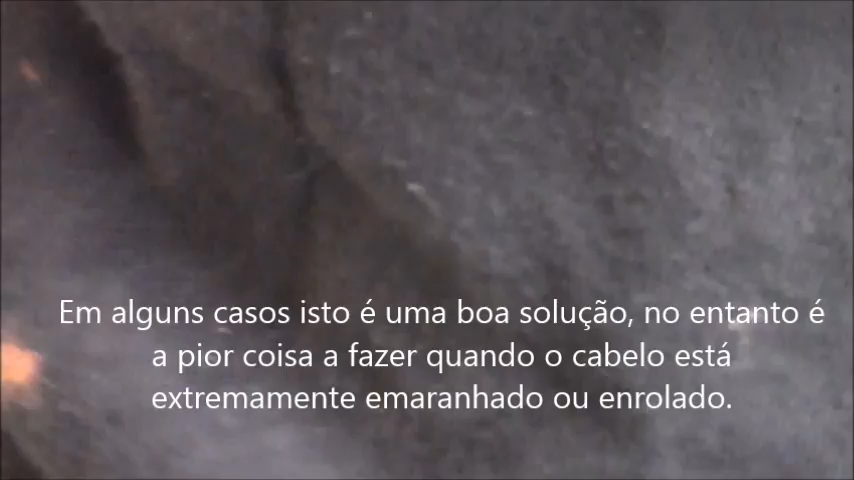 Em alguns casos isto é uma boa solução, no entanto é
a pior coisa a fazer quando o cabelo está
extremamente emaranhado ou enrolado.